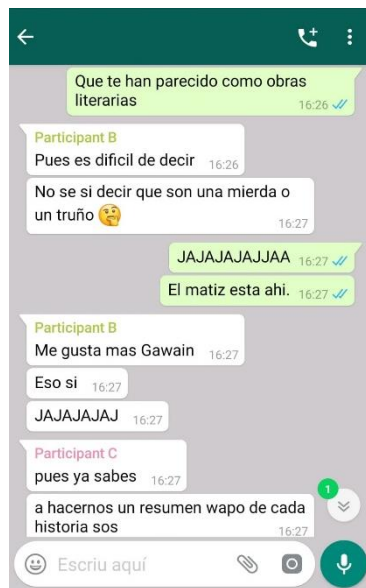 Que te han parecido como obras
literarias
16:26
Participant B
Pues es dificil de decir 16:26
No se si decir que son una mierda o
un truño 🤔
16:27
JAJAJAJAJJAA 16:27
El matiz esta ahi. 16:27
Participant B
Me gusta mas Gawain 16:27
Eso si 16:27
JAJAJAJAJ 16:27
Participant C
pues ya sabes 16:27
1
a hacernos un resumen wapo de cada
historia sos
16:27
Escriu aquí